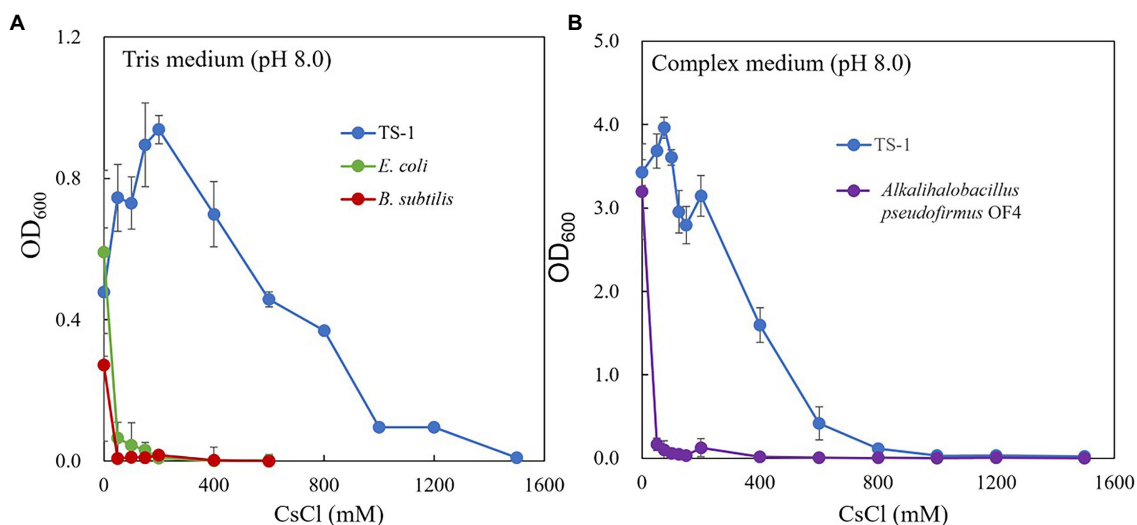 A
Tris medium (pH 8.0)
OD600
1.2
0.8
0.4
0.0
TS-1
E. coli
B. subtilis
0 400 800 1200 1600
CsCl (mM)
B
Complex medium (pH 8.0)
OD600
5.0
4.0
3.0
2.0
1.0
0.0
TS-1
Alkalihalobacillus
pseudofirmus OF4
0 400 800 1200 1600
CsCl (mM)